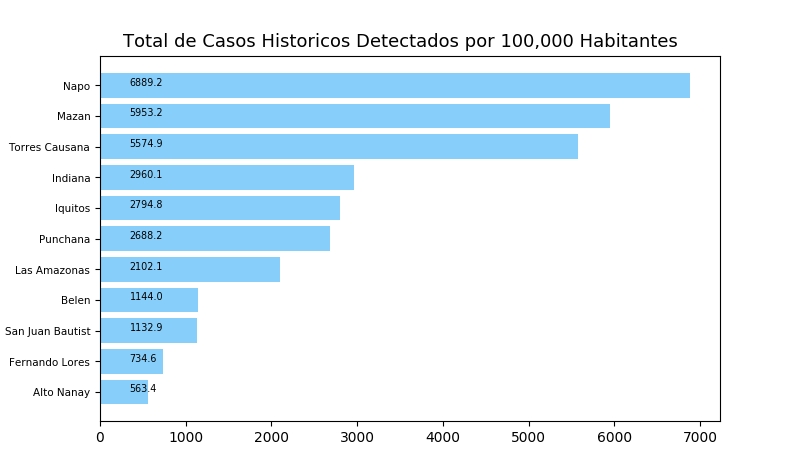 Total de Casos Historicos Detectados por 100,000 Habitantes
Napo 6889.2
Mazan 5953.2
Torres Causana 5574.9
Indiana 2960.1
Iquitos 2794.8
Punchana 2688.2
Las Amazonas 2102.1
Belen 1144.0
San Juan Bautist 1132.9
Fernando Lores 734.6
Alto Nanay 563.4
0 1000 2000 3000 4000 5000 6000 7000